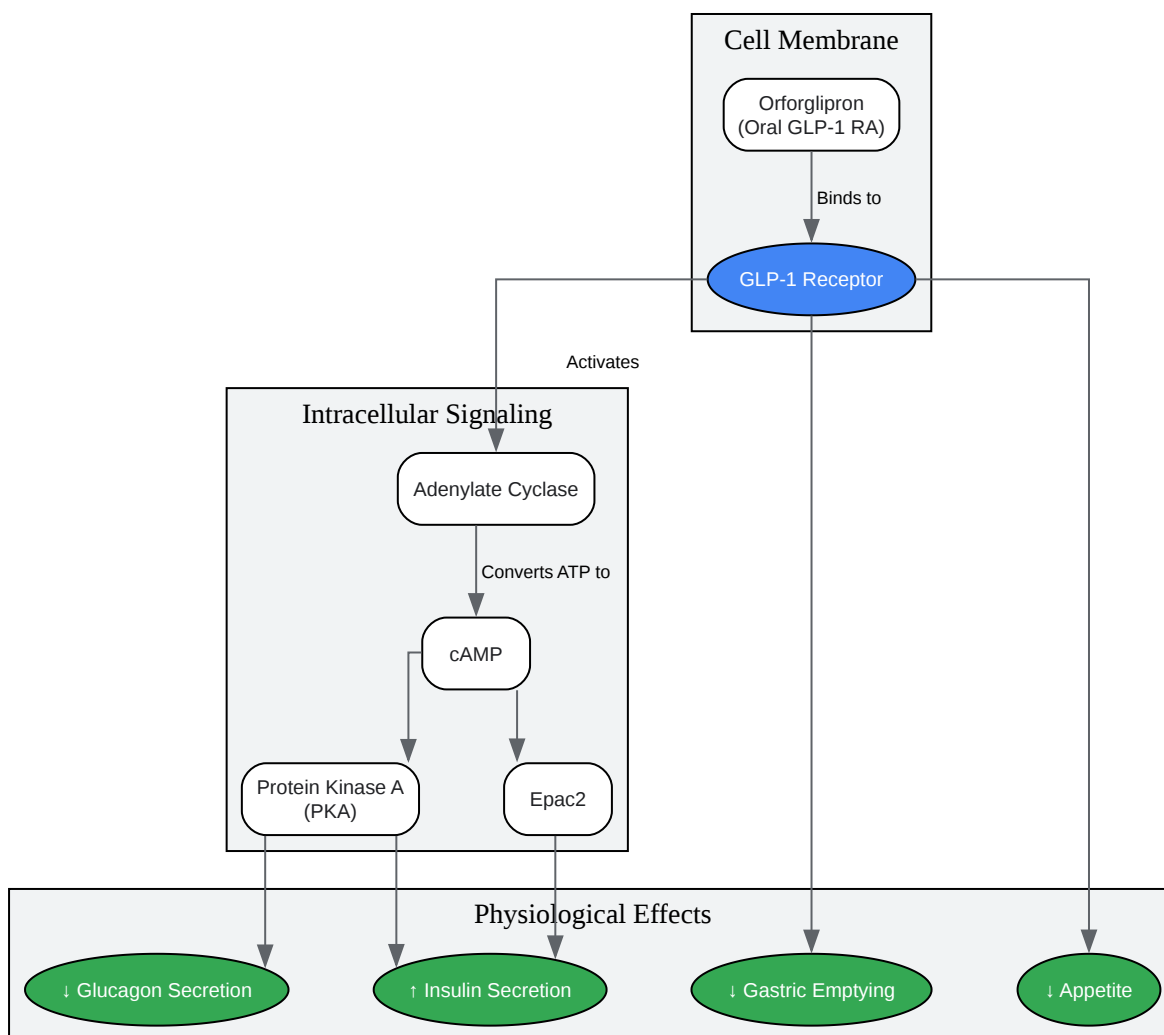 Cell Membrane
Orforglipron
(Oral GLP-1 RA)
Binds to
GLP-1 Receptor
Activates
Intracellular Signaling
Adenylate Cyclase
Converts ATP to
cAMP
Protein Kinase A
(PKA)
Epac2
Physiological Effects
↓ Glucagon Secretion
↑ Insulin Secretion
↓ Gastric Emptying
↓ Appetite